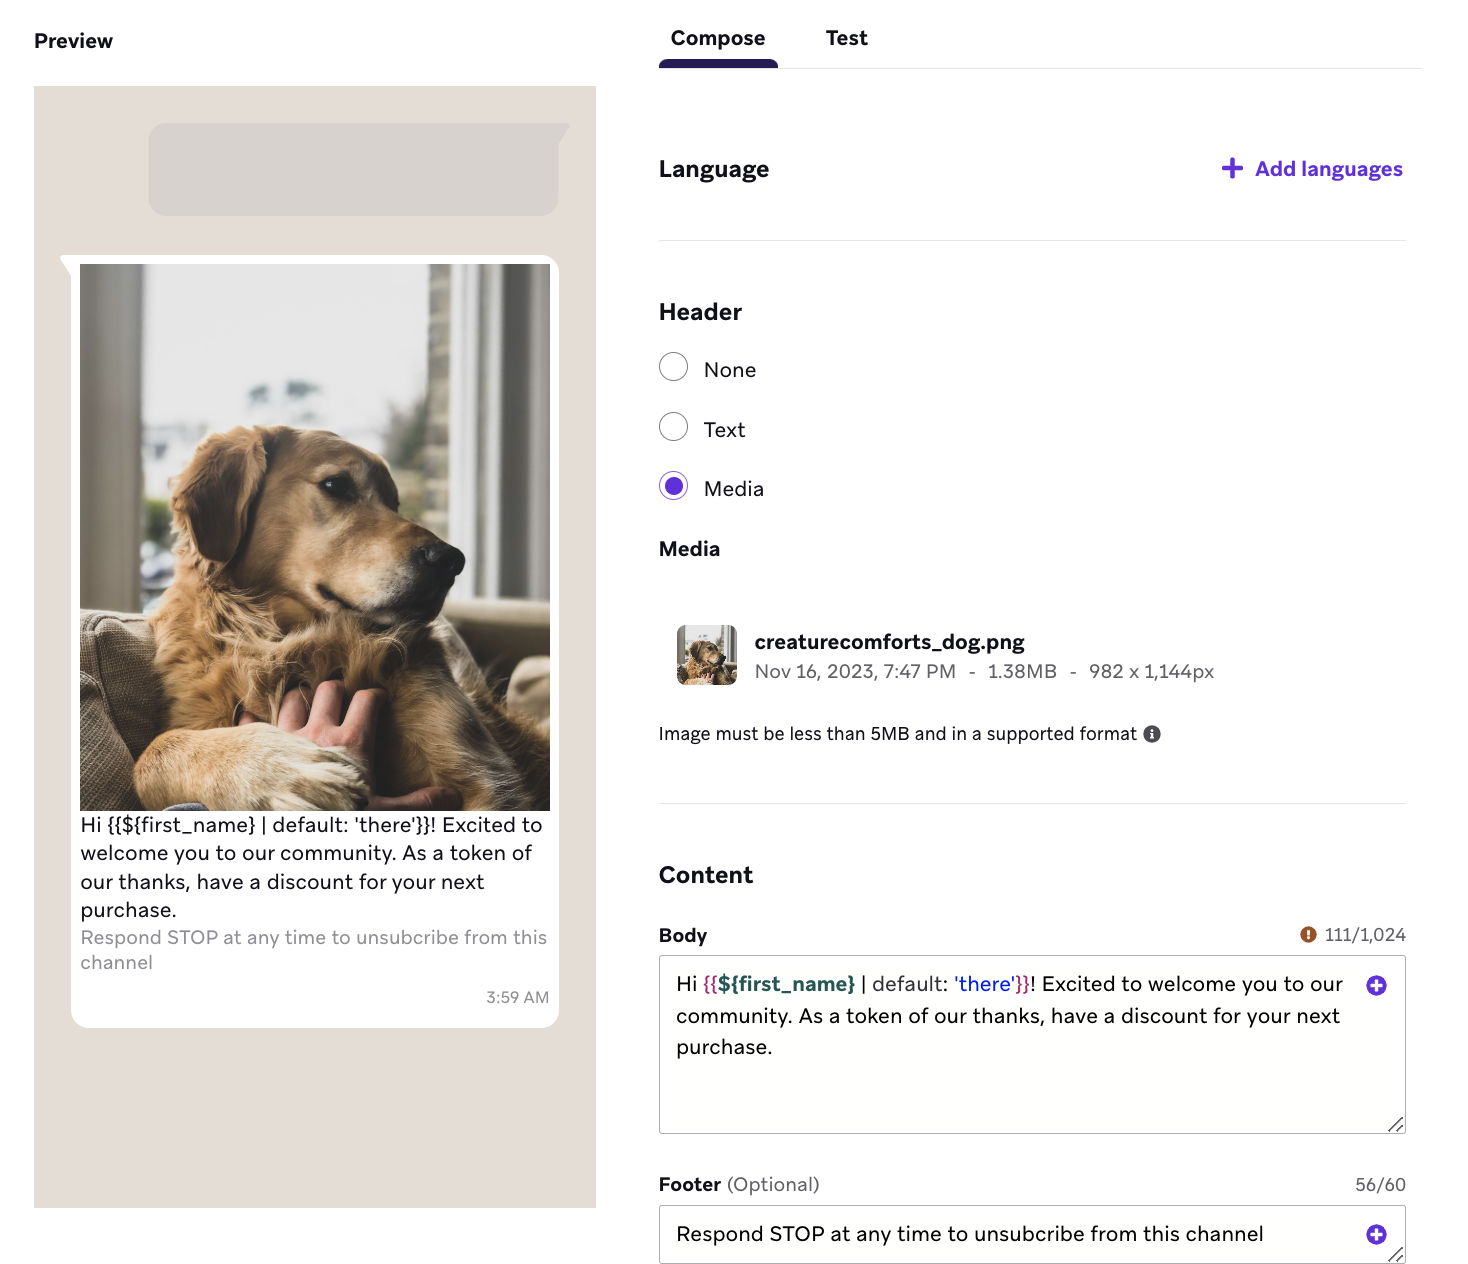 Preview
Hi {{${first_name} | default: 'there'}}! Excited to
welcome you to our community. As a token of
our thanks, have a discount for your next
purchase.
Respond STOP at any time to unsubcribe from this
channel
3:59 AM
Compose Test
Language
Add languages
Header
None
Text
Media
Media
creaturecomforts_dog.png
Nov 16, 2023, 7:47 PM - 1.38MB - 982 x 1,144px
Image must be less than 5MB and in a supported format
Content
Body 111/1,024
Hi {{${first_name} | default: 'there'}}! Excited to welcome you to our
community. As a token of our thanks, have a discount for your next
purchase.
Footer (Optional) 56/60
Respond STOP at any time to unsubcribe from this channel